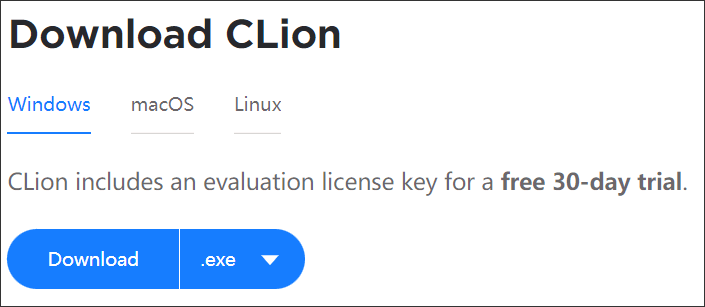 Download CLion
Windows macOS Linux
CLion includes an evaluation license key for a free 30-day trial.
Download .exe